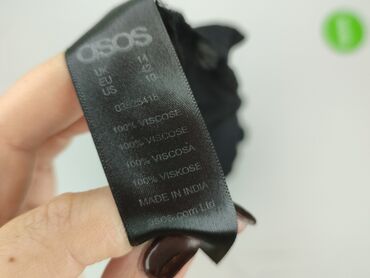 asos
UK 14
EU 42
US 10
100% VISCOSE
100% VISCOSE
100% VISCOSA
100% VISKOSE
MADE IN INDIA
asos.com Ltd